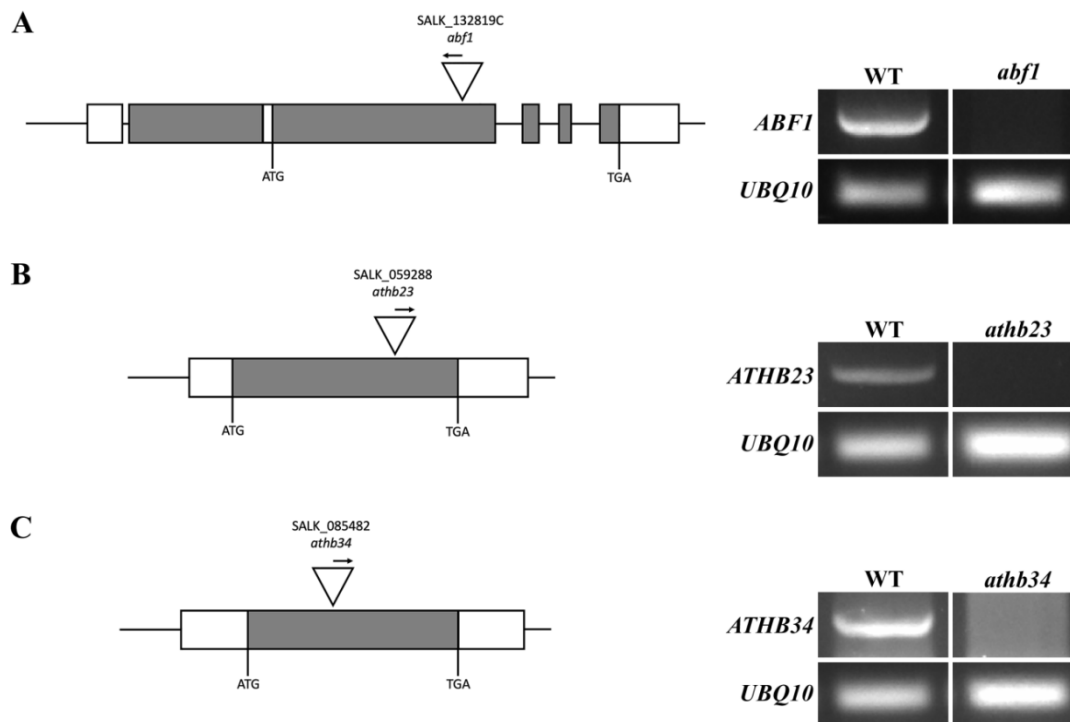 A
SALK_132819C
abf1
ATG
TGA
WT abf1
ABF1
UBQ10
B
SALK_059288
athb23
ATG
TGA
WT athb23
ATHB23
UBQ10
C
SALK_085482
athb34
ATG
TGA
WT athb34
ATHB34
UBQ10